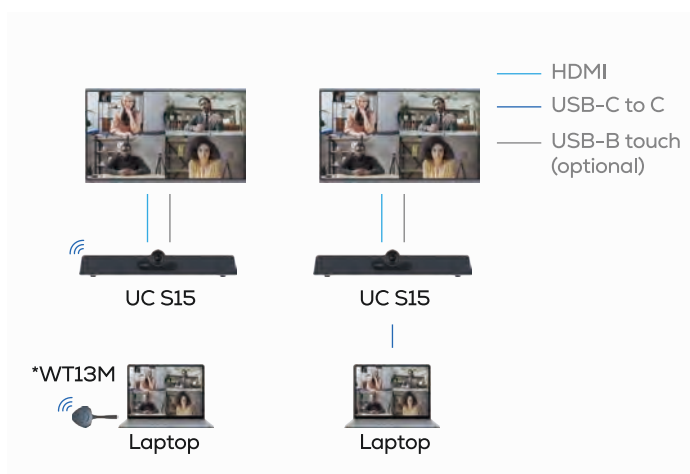 HDMI
USB-C to C
USB-B touch
(optional)
UC S15
UC S15
*WT13M
Laptop
Laptop